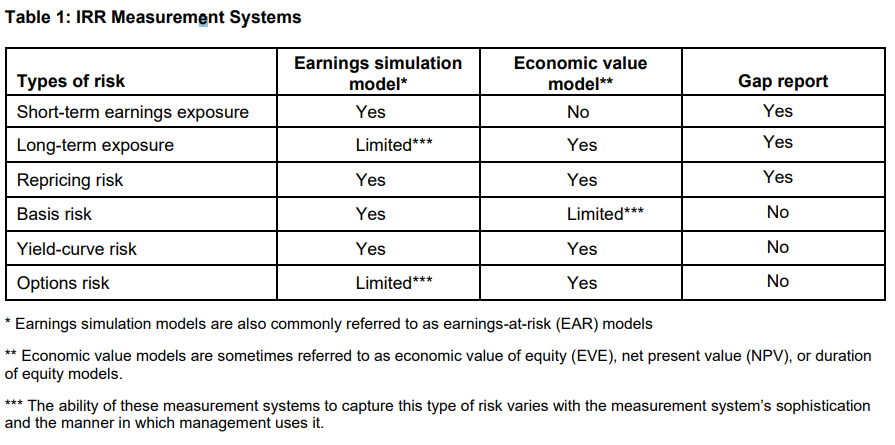 Table 1: IRR Measurement Systems
Types of risk Earnings simulation model* Economic value model** Gap report
Short-term earnings exposure Yes No Yes
Long-term exposure Limited*** Yes Yes
Repricing risk Yes Yes Yes
Basis risk Yes Limited*** No
Yield-curve risk Yes Yes No
Options risk Limited*** Yes No
* Earnings simulation models are also commonly referred to as earnings-at-risk (EAR) models
** Economic value models are sometimes referred to as economic value of equity (EVE), net present value (NPV), or duration
of equity models.
*** The ability of these measurement systems to capture this type of risk varies with the measurement system’s sophistication
and the manner in which management uses it.